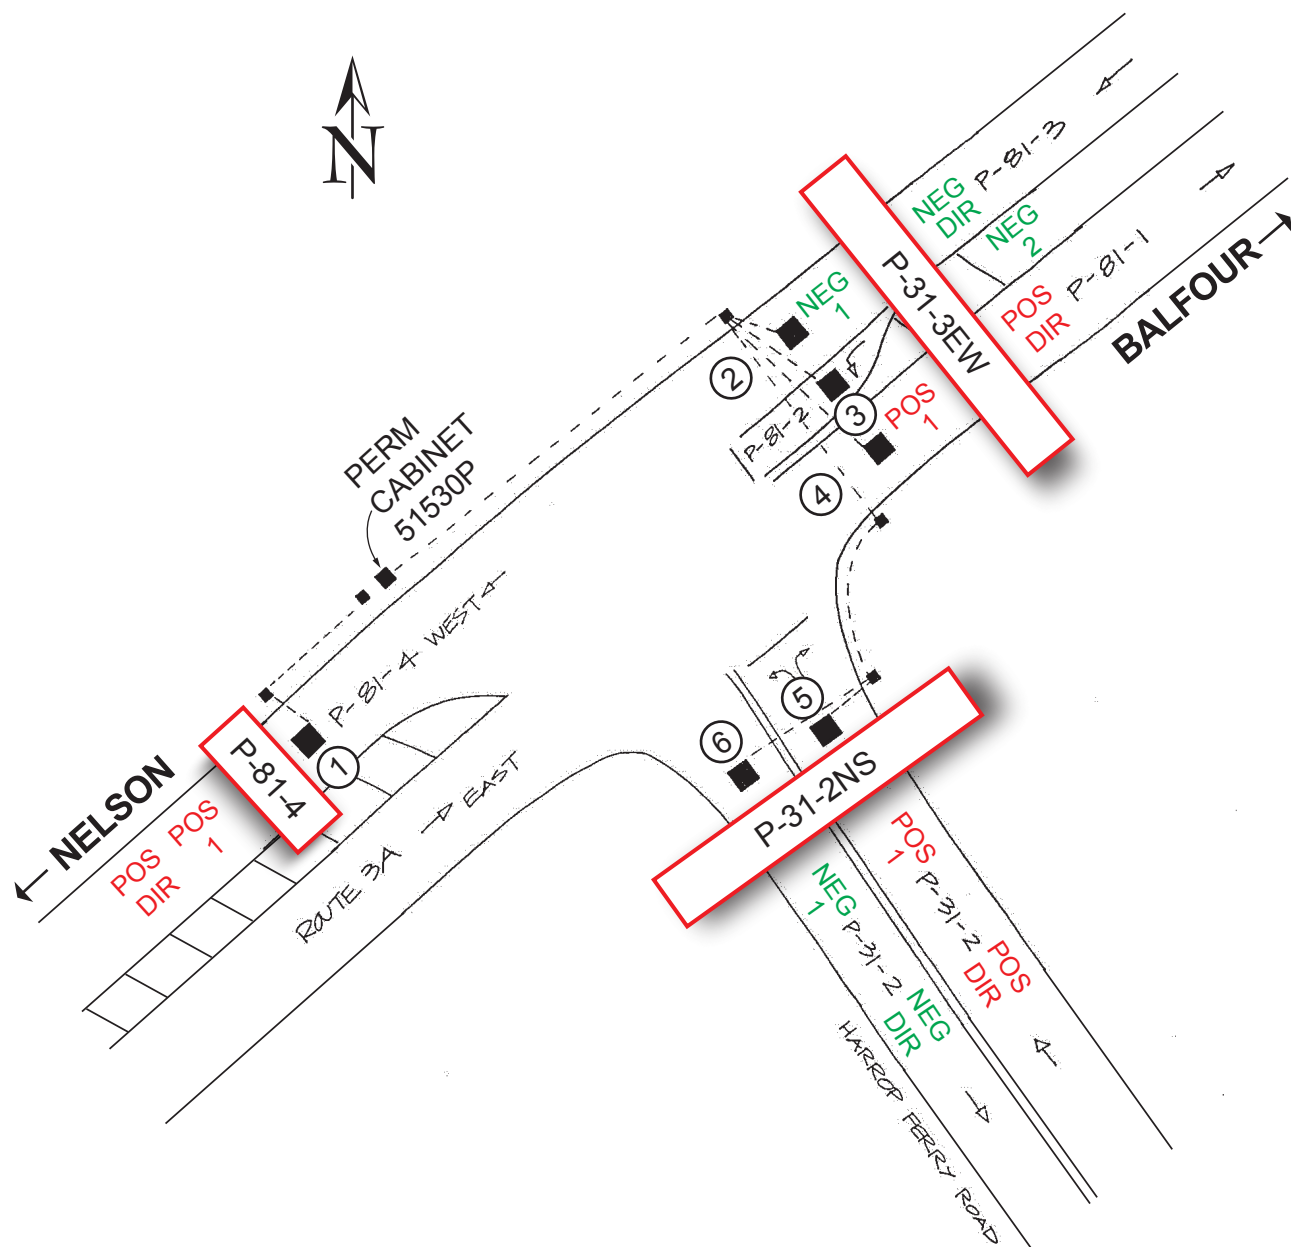 N
P-81-3
NEG
DIR
NEG
2
P-81-1
POS
DIR
BALFOUR
P-31-3EW
NEG
1
2
P-81-2
3
POS
1
4
PERM
CABINET
51530P
P-81-4 WEST
5
6
P-31-2NS
1
P-81-4
NELSON
POS
1
POS
DIR
ROUTE 3A
EAST
POS
1
P-31-2
POS
DIR
NEG
1
P-31-2
NEG
DIR
HARROP FERRY ROAD